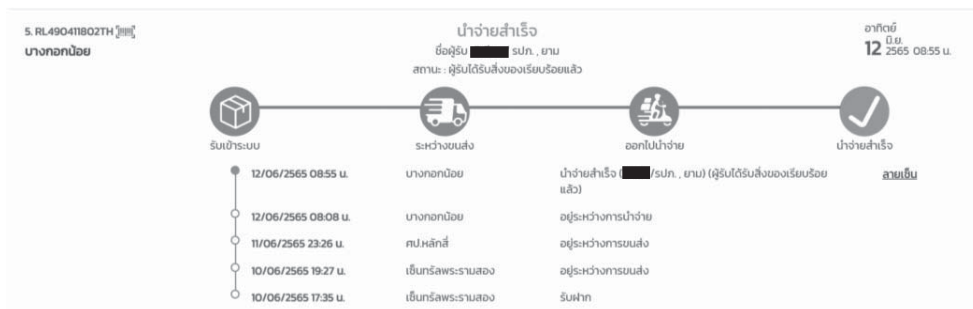 5. RL490411802TH
บางกอกน้อย
นำจ่ายสำเร็จ
ชื่อผู้รับ รปภ. , ยาม
สถานะ : ผู้รับได้รับสิ่งของเรียบร้อยแล้ว
อาทิตย์
12 มิ.ย. 2565 08:55 น.
รับเข้าระบบ ระหว่างขนส่ง ออกไปนำจ่าย นำจ่ายสำเร็จ
12/06/2565 08:55 น. บางกอกน้อย นำจ่ายสำเร็จ ( /รปภ. , ยาม) (ผู้รับได้รับสิ่งของเรียบร้อย ลายเซ็น
แล้ว)
12/06/2565 08:08 น. บางกอกน้อย อยู่ระหว่างการนำจ่าย
11/06/2565 23:26 น. ศป.หลักสี่ อยู่ระหว่างการขนส่ง
10/06/2565 19:27 น. เซ็นทรัลพระรามสอง อยู่ระหว่างการขนส่ง
10/06/2565 17:35 น. เซ็นทรัลพระรามสอง รับฝาก